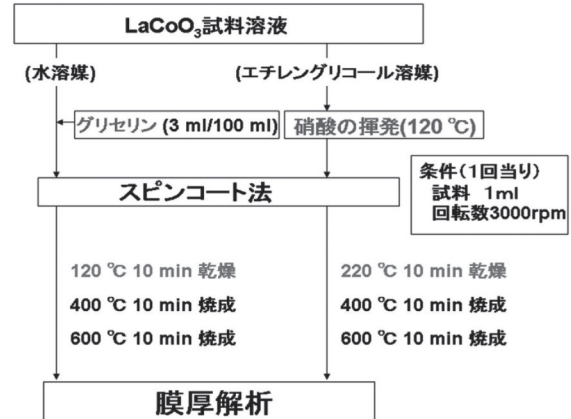 LaCoO₃試料溶液
(水溶媒)
(エチレングリコール溶媒)
グリセリン (3 ml/100 ml)
硝酸の揮発(120 ℃)
スピンコート法
条件(1回当り)
試料 1ml
回転数3000rpm
120 ℃ 10 min 乾燥
400 ℃ 10 min 焼成
600 ℃ 10 min 焼成
220 ℃ 10 min 乾燥
400 ℃ 10 min 焼成
600 ℃ 10 min 焼成
膜厚解析